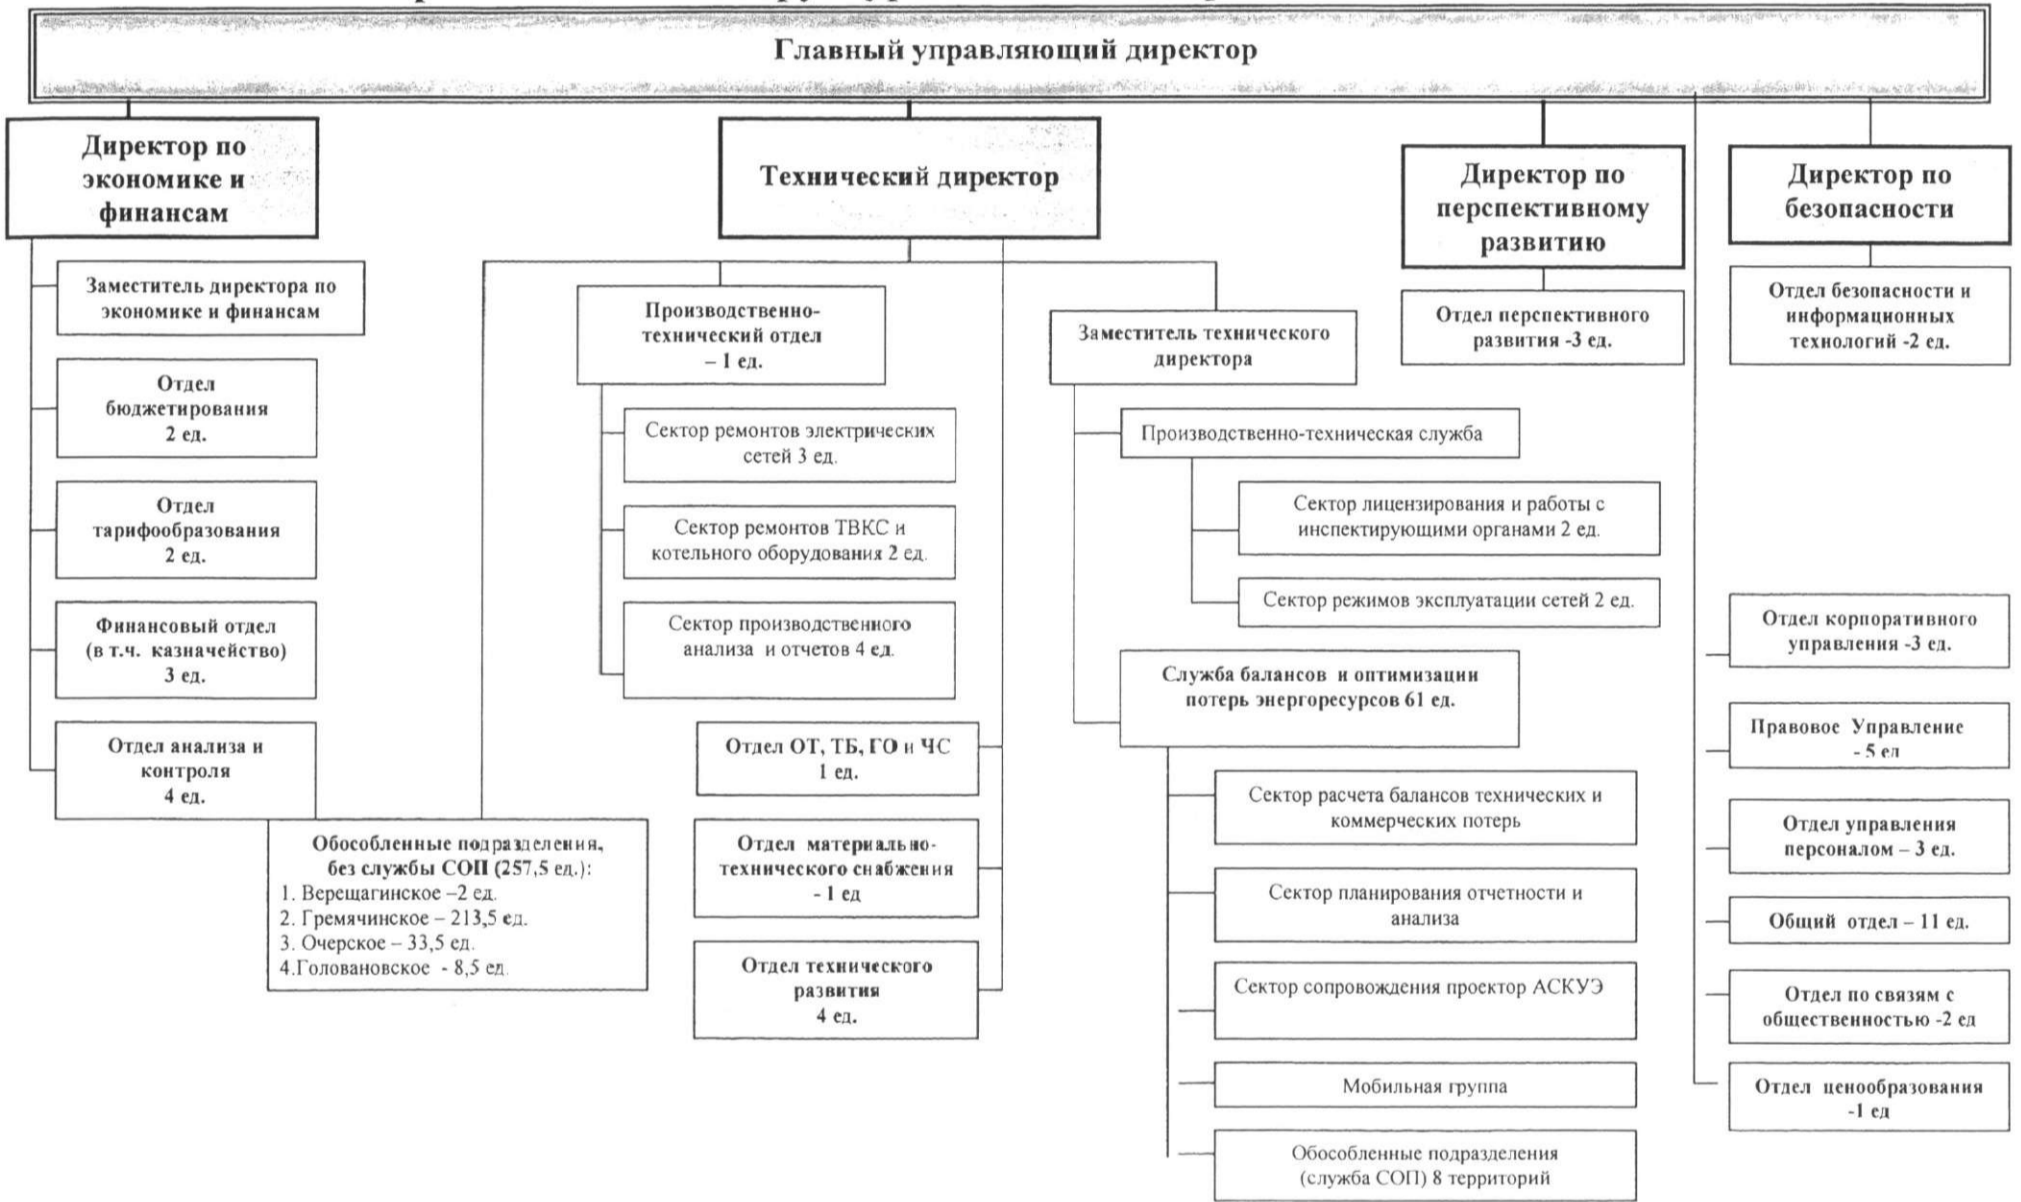 Главный управляющий директор
Директор по
экономике и
финансам
Технический директор
Директор по
перспективному
развитию
Директор по
безопасности
Заместитель директора по
экономике и финансам
Отдел
бюджетирования
2 ед.
Отдел
тарифообразования
2 ед.
Финансовый отдел
(в т.ч. казначейство)
3 ед.
Отдел анализа и
контроля
4 ед.
Обособленные подразделения,
без службы СОП (257,5 ед.):
1. Верещагинское –2 ед.
2. Гремячинское – 213,5 ед.
3. Очерское – 33,5 ед.
4.Головановское - 8,5 ед.
Производственно-
технический отдел
– 1 ед.
Сектор ремонтов электрических
сетей 3 ед.
Сектор ремонтов ТВКС и
котельного оборудования 2 ед.
Сектор производственного
анализа и отчетов 4 ед.
Отдел ОТ, ТБ, ГО и ЧС
1 ед.
Отдел материально-
технического снабжения
- 1 ед
Отдел технического
развития
4 ед.
Заместитель технического
директора
Производственно-техническая служба
Сектор лицензирования и работы с
инспектирующими органами 2 ед.
Сектор режимов эксплуатации сетей 2 ед.
Служба балансов и оптимизации
потерь энергоресурсов 61 ед.
Сектор расчета балансов технических и
коммерческих потерь
Сектор планирования отчетности и
анализа
Сектор сопровождения проектор АСКУЭ
Мобильная группа
Обособленные подразделения
(служба СОП) 8 территорий
Отдел перспективного
развития -3 ед.
Отдел безопасности и
информационных
технологий -2 ед.
Отдел корпоративного
управления -3 ед.
Правовое Управление
- 5 ед
Отдел управления
персоналом – 3 ед.
Общий отдел – 11 ед.
Отдел по связям с
общественностью -2 ед
Отдел ценообразования
-1 ед